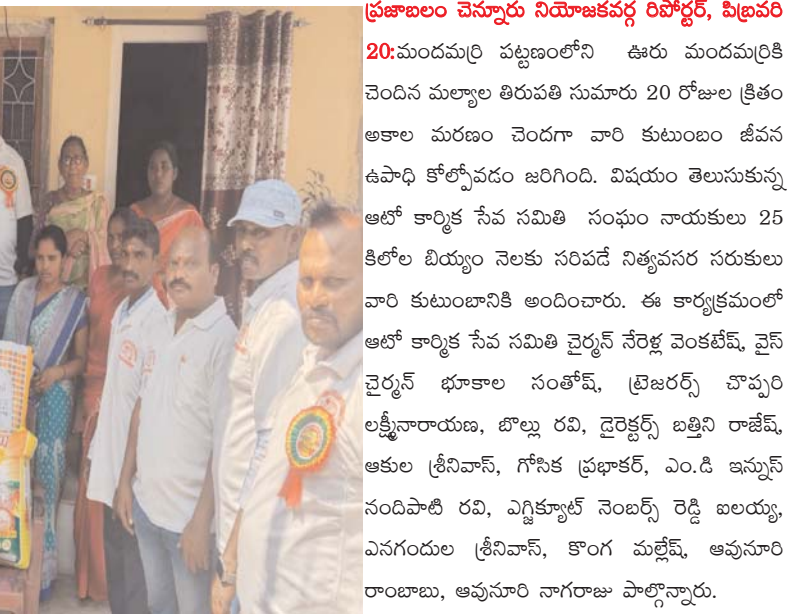 ప్రజాబలం చెన్నూరు నియోజకవర్గ రిపోర్టర్, పిబ్రవరి
20:మందమర్రి పట్టణంలోని ఊరు మందమర్రికి
చెందిన మల్యాల తిరుపతి సుమారు 20 రోజుల క్రితం
అకాల మరణం చెందగా వారి కుటుంబం జీవన
ఉపాధి కోల్పోవడం జరిగింది. విషయం తెలుసుకున్న
ఆటో కార్మిక సేవ సమితి సంఘం నాయకులు 25
కిలోల బియ్యం నెలకు సరిపడే నిత్యవసర సరుకులు
వారి కుటుంబానికి అందించారు. ఈ కార్యక్రమంలో
ఆటో కార్మిక సేవ సమితి చైర్మన్ నేరెళ్ల వెంకటేష్, వైస్
చైర్మన్ భూకాల సంతోష్, ట్రెజరర్స్ చొప్పరి
లక్ష్మీనారాయణ, బొల్లు రవి, డైరెక్టర్స్ బత్తిని రాజేష్,
ఆకుల శ్రీనివాస్, గోసిక ప్రభాకర్, ఎం.డి ఇన్నుస్
నందిపాటి రవి, ఎగ్జిక్యూట్ నెంబర్స్ రెడ్డి ఐలయ్య,
ఎనగందుల శ్రీనివాస్, కొంగ మల్లేష్, ఆవునూరి
రాంబాబు, ఆవునూరి నాగరాజు పాల్గొన్నారు.